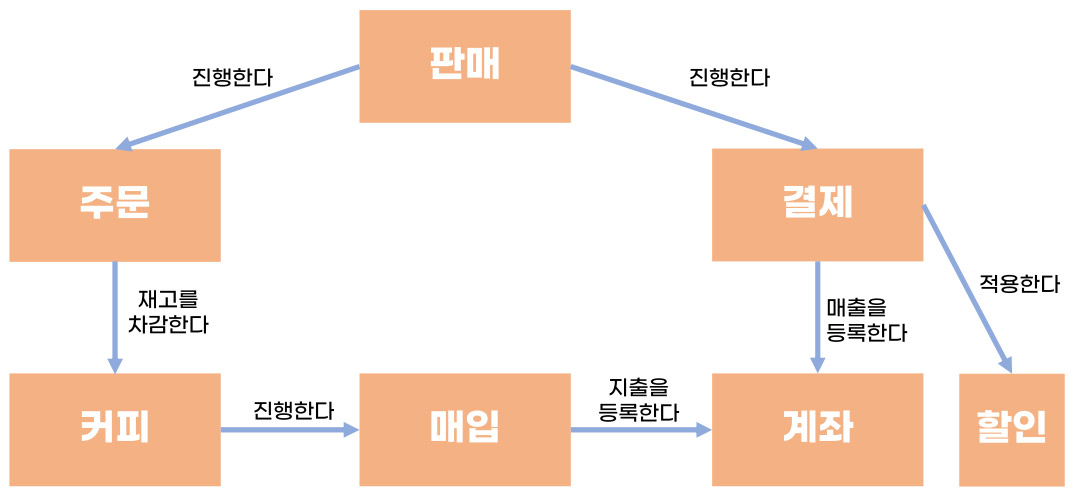 판매
진행한다
진행한다
주문
결제
재고를
차감한다
매출을
등록한다
적용한다
커피
진행한다
매입
지출을
등록한다
계좌
할인